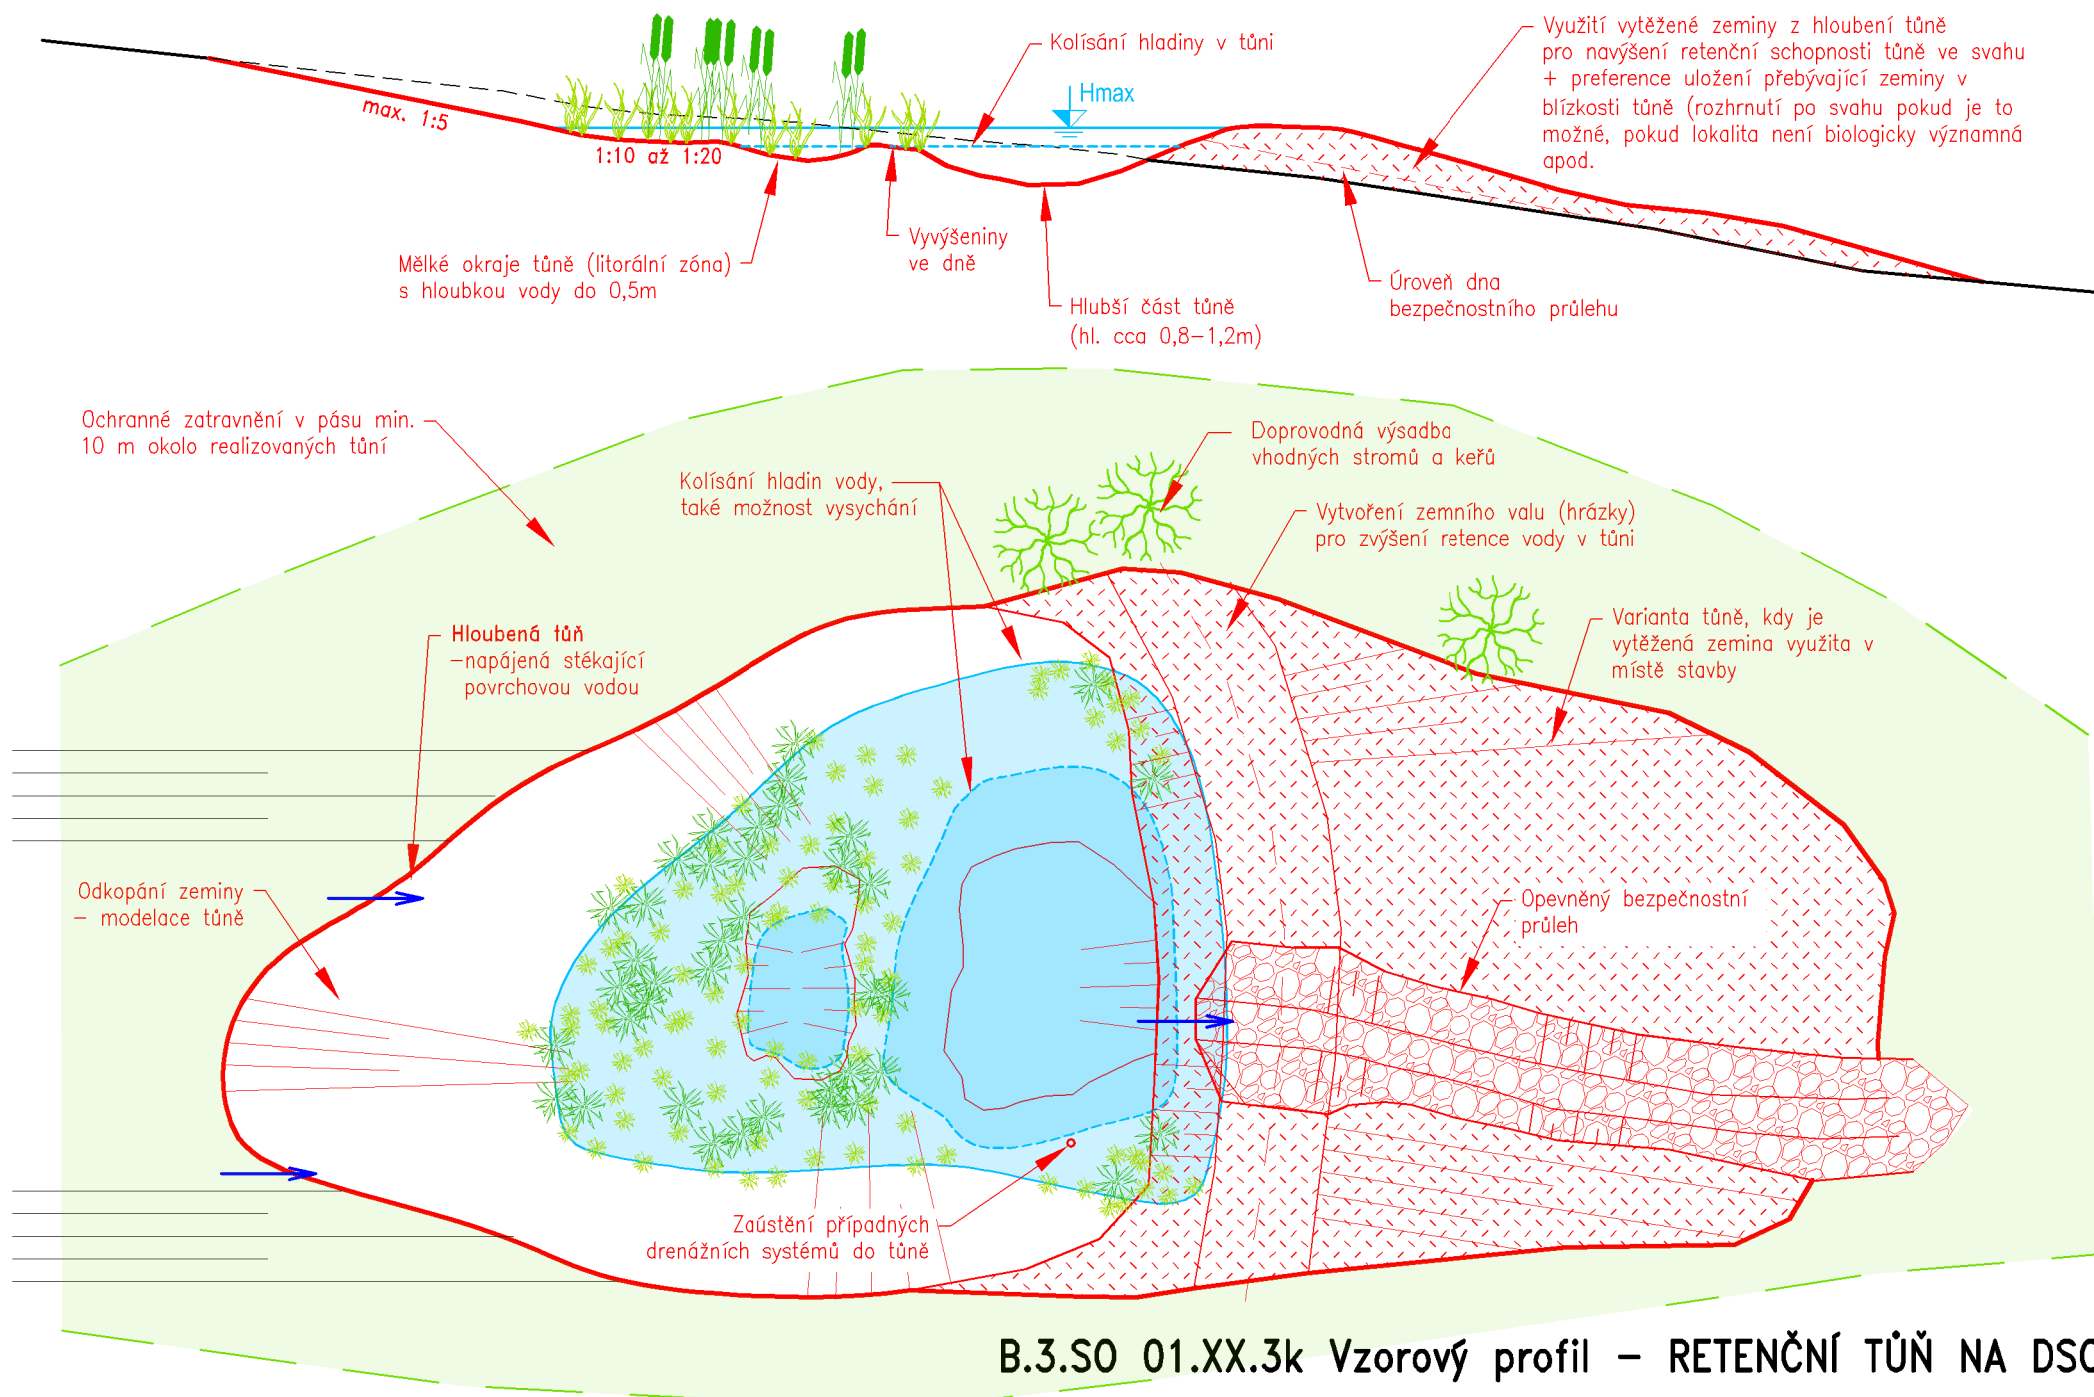 Kolísání hladiny v tůni
Hmax
max. 1:5
1:10 až 1:20
Využití vytěžené zeminy z hloubení tůně
pro navýšení retenční schopnosti tůně ve svahu
+ preference uložení přebývající zeminy v
blízkosti tůně (rozhrnutí po svahu pokud je to
možné, pokud lokalita není biologicky významná
apod.
Mělké okraje tůně (litorální zóna)
s hloubkou vody do 0,5m
Vyvýšeniny
ve dně
Hlubší část tůně
(hl. cca 0,8–1,2m)
Úroveň dna
bezpečnostního průlehu
Ochranné zatravnění v pásu min.
10 m okolo realizovaných tůní
Kolísání hladin vody,
také možnost vysychání
Doprovodná výsadba
vhodných stromů a keřů
Vytvoření zemního valu (hrázky)
pro zvýšení retence vody v tůni
Hloubená tůň
–napájená stékající
povrchovou vodou
Varianta tůně, kdy je
vytěžená zemina využita v
místě stavby
Odkopání zeminy
– modelace tůně
Opevněný bezpečnostní
průleh
Zaústění případných
drenážních systémů do tůně
B.3.SO 01.XX.3k Vzorový profil – RETENČNÍ TŮŇ NA DSO